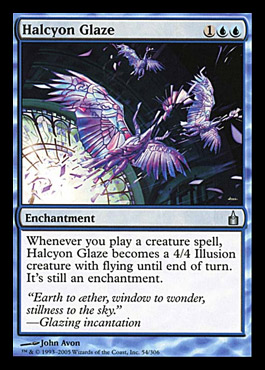 Halcyon Glaze 1
Enchantment
Whenever you play a creature spell,
Halcyon Glaze becomes a 4/4 Illusion
creature with flying until end of turn.
It's still an enchantment.
"Earth to æther, window to wonder,
stillness to the sky."
—Glazing incantation
John Avon
™ & © 1993–2005 Wizards of the Coast, Inc. 54/306